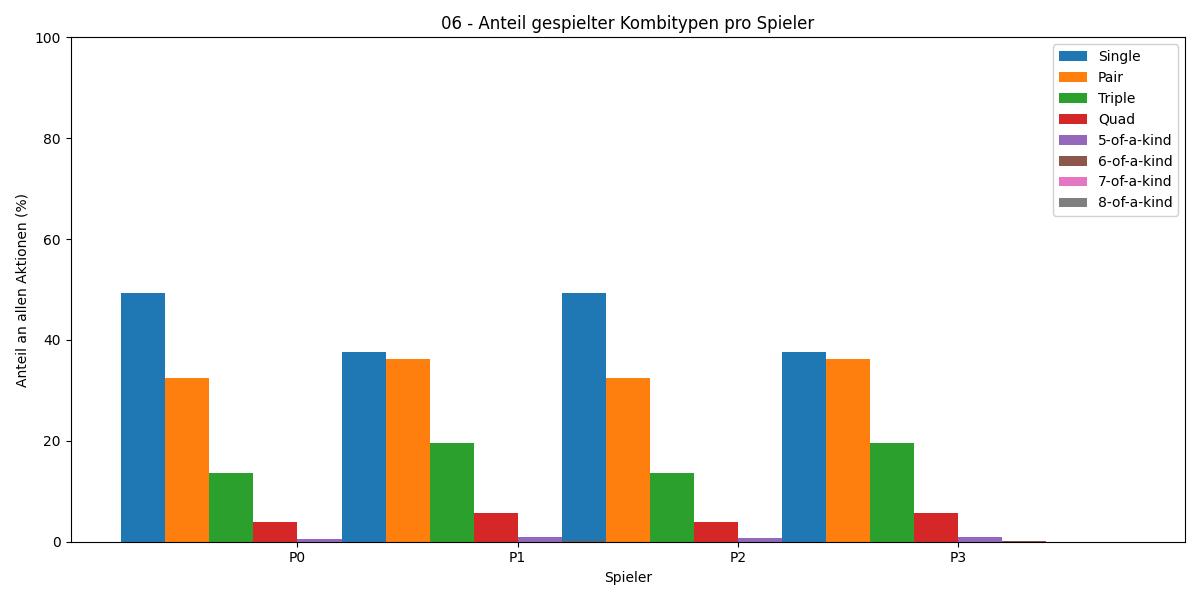 06 - Anteil gespielter Kombitypen pro Spieler
100
80
60
40
20
0
Anteil an allen Aktionen (%)
Single
Pair
Triple
Quad
5-of-a-kind
6-of-a-kind
7-of-a-kind
8-of-a-kind
P0 P1 P2 P3
Spieler